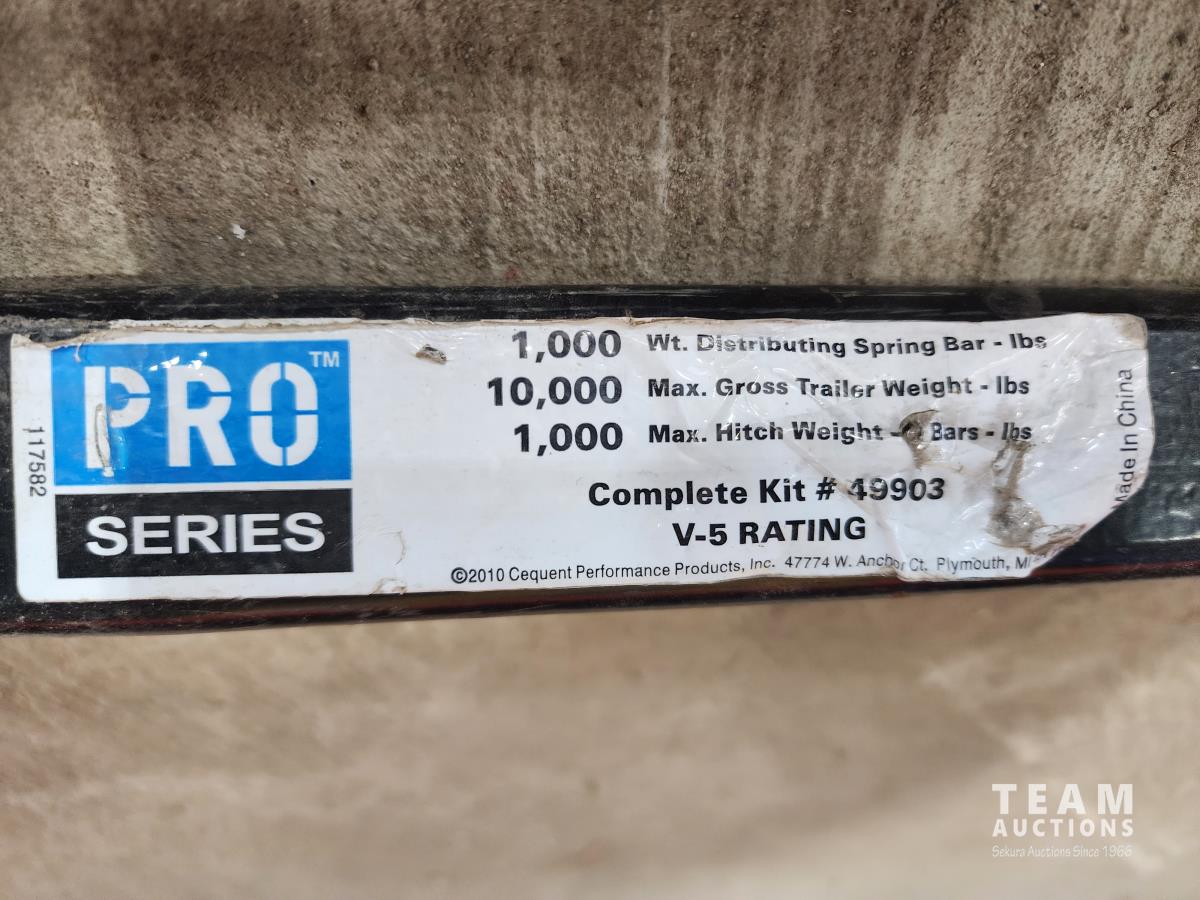 PRO™
SERIES
117582
1,000 Wt. Distributing Spring Bar - lbs
10,000 Max. Gross Trailer Weight - lbs
1,000 Max. Hitch Weight - Bars - lbs
Complete Kit # 49903
V-5 RATING
©2010 Cequent Performance Products, Inc. 47774 W. Anchor Ct. Plymouth, MI
Made In China
TEAM
AUCTIONS
Sekura Auctions Since 1966